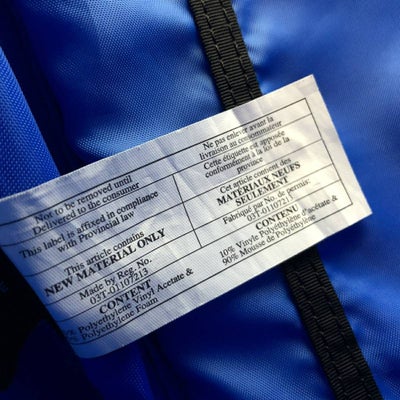 Not to be removed until
Delivered to the consumer
This label is affixed in compliance
with Provincial law
This article contains
NEW MATERIAL ONLY
Made by Reg. No.
03T-01107213
CONTENT
Polyethylene Vinyl Acetate &
Polyethylene Foam
Ne pas enlever avant la
livraison au consommateur
Cette étiquette est apposée
conformément à la loi de la
province
Cet article contient des
MATÉRIAUX NEUFS
SEULEMENT
Fabriqué par No. de permis:
03T-01107213
CONTENU
10% Vinyle Polyéthylène d'acétate &
90% Mousse de Polyéthylène